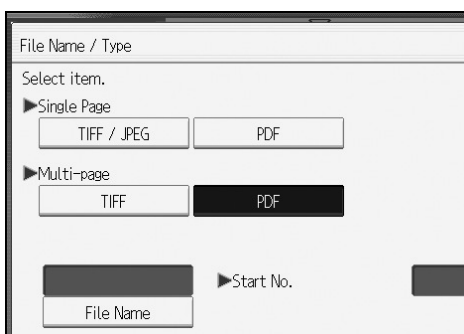 File Name / Type
Select item.
▶Single Page
TIFF / JPEG PDF
▶Multi-page
TIFF PDF
▶Start No.
File Name